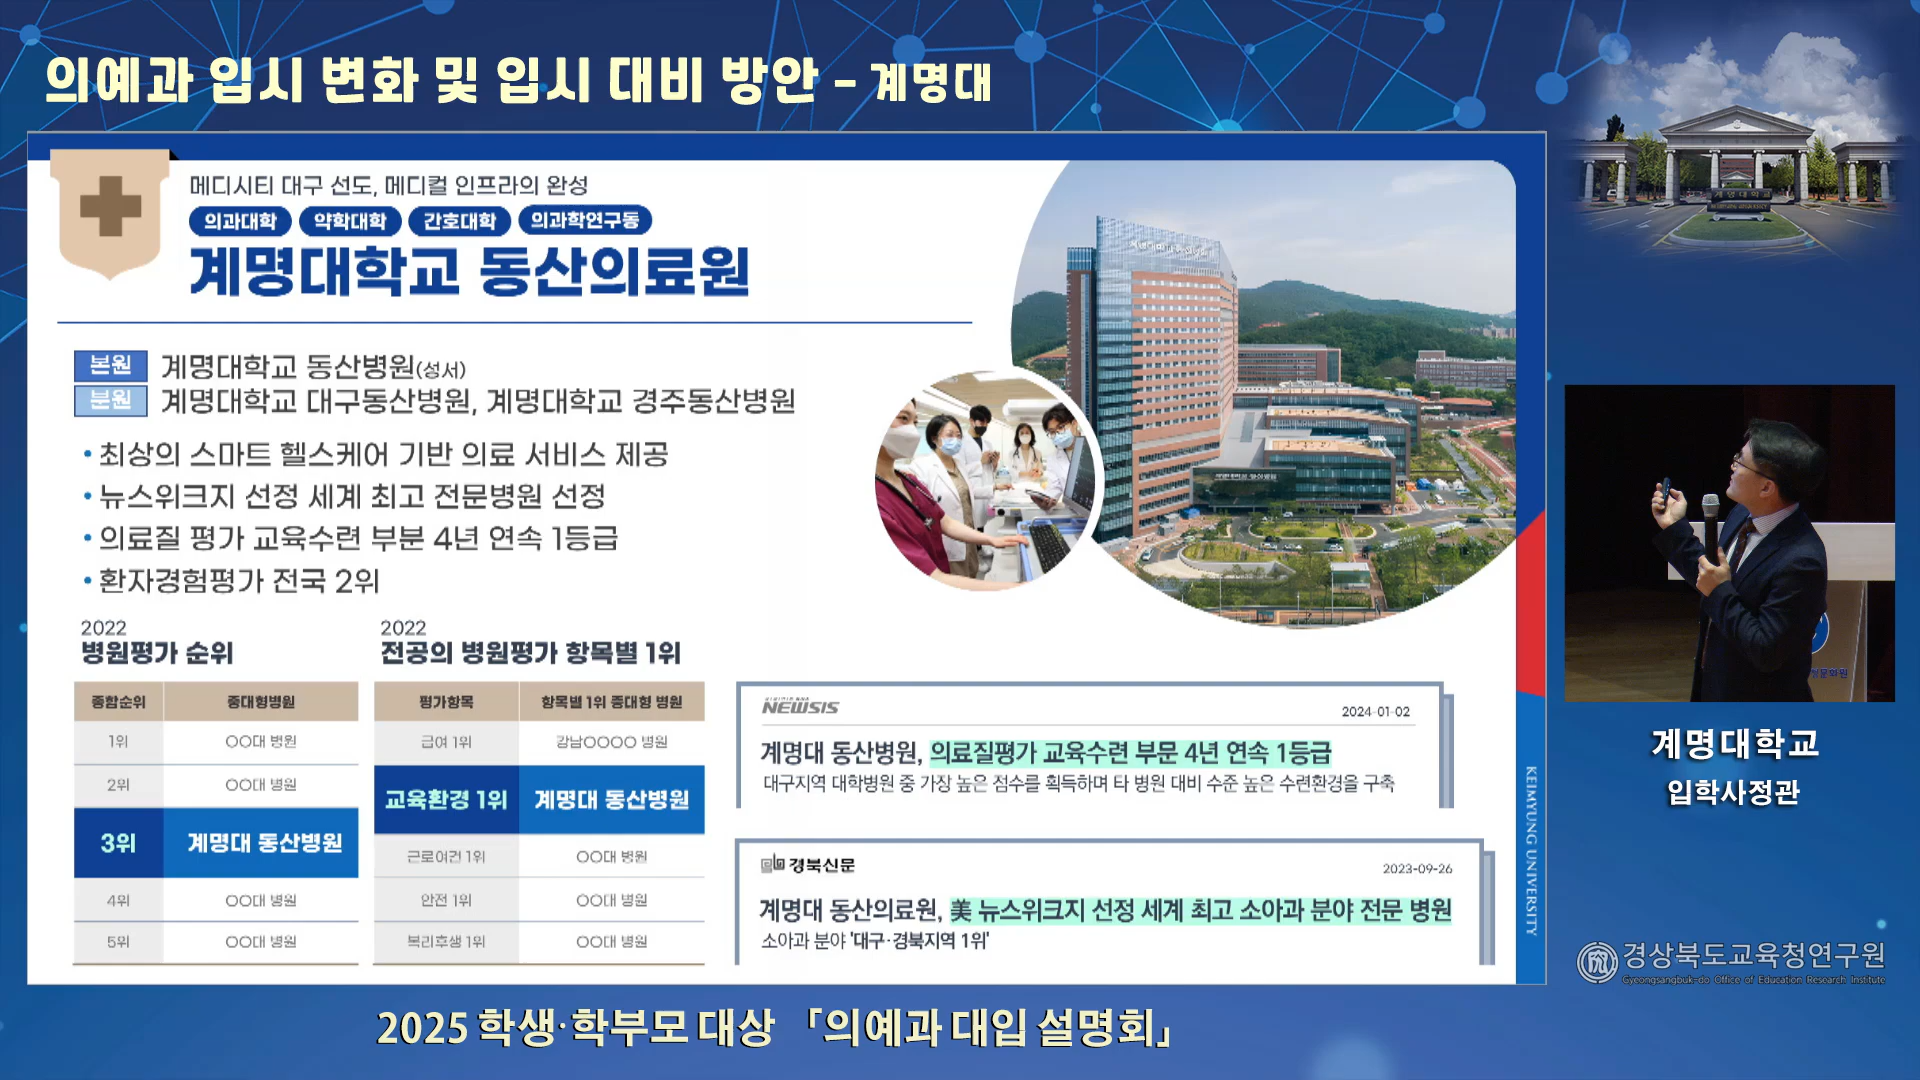 의예과 입시 변화 및 입시 대비 방안 - 계명대
메디시티 대구 선도, 메디컬 인프라의 완성
의과대학 약학대학 간호대학 의과학연구동
계명대학교 동산의료원
본원 계명대학교 동산병원(성서)
분원 계명대학교 대구동산병원, 계명대학교 경주동산병원
• 최상의 스마트 헬스케어 기반 의료 서비스 제공
• 뉴스위크지 선정 세계 최고 전문병원 선정
• 의료질 평가 교육수련 부문 4년 연속 1등급
• 환자경험평가 전국 2위
2022
병원평가 순위
종합순위 중대형병원
1위 OO대 병원
2위 OO대 병원
3위 계명대 동산병원
4위 OO대 병원
5위 OO대 병원
2022
전공의 병원평가 항목별 1위
평가항목 항목별 1위 중대형 병원
급여 1위 강남OOOO 병원
교육환경 1위 계명대 동산병원
근로여건 1위 OO대 병원
안전 1위 OO대 병원
복리후생 1위 OO대 병원
NEWSIS 2024-01-02
계명대 동산병원, 의료질평가 교육수련 부문 4년 연속 1등급
대구지역 대학병원 중 가장 높은 점수를 획득하며 타 병원 대비 수준 높은 수련환경을 구축
경북신문 2023-09-26
계명대 동산의료원, 美 뉴스위크지 선정 세계 최고 소아과 분야 전문 병원
소아과 분야 '대구·경북지역 1위'
KEIMYUNG UNIVERSITY
계명대학교
입학사정관
경상북도교육청연구원
Gyeongsangbuk-do Office of Education Research Institute
2025 학생·학부모 대상 「의예과 대입 설명회」